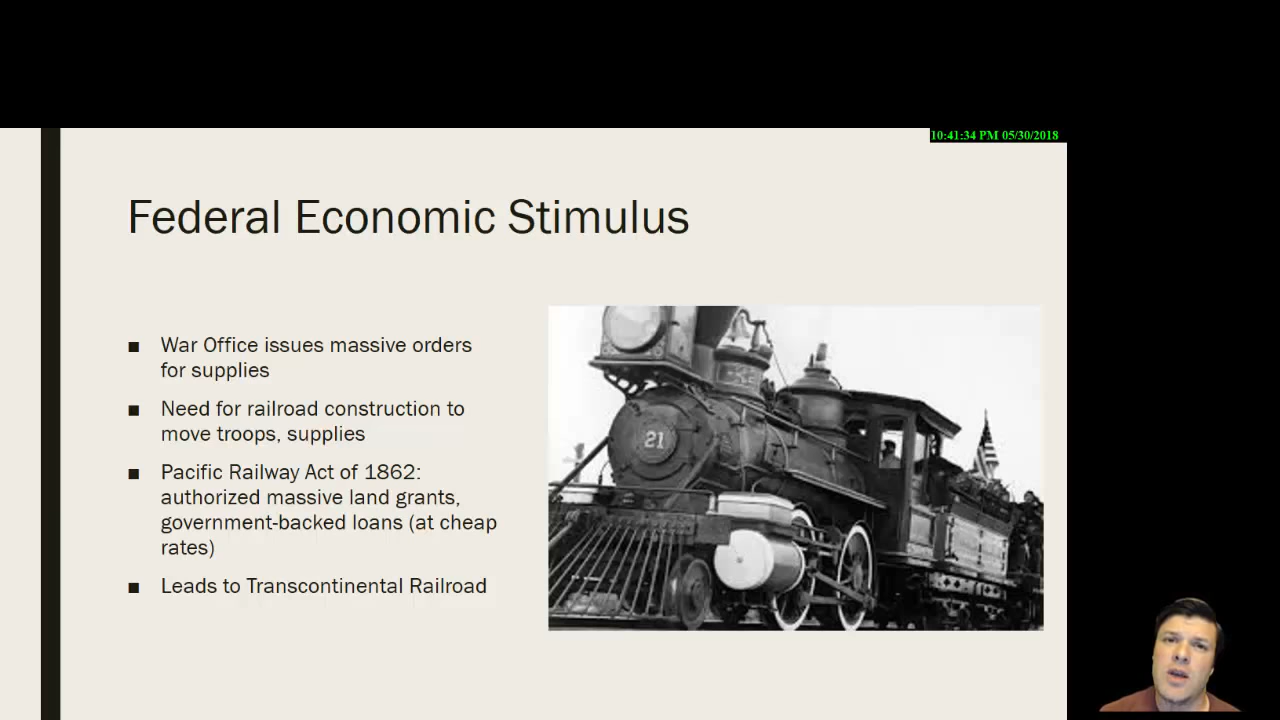 10:41:34 PM 05/30/2018
Federal Economic Stimulus
■ War Office issues massive orders
for supplies
■ Need for railroad construction to
move troops, supplies
■ Pacific Railway Act of 1862:
authorized massive land grants,
government-backed loans (at cheap
rates)
■ Leads to Transcontinental Railroad
21